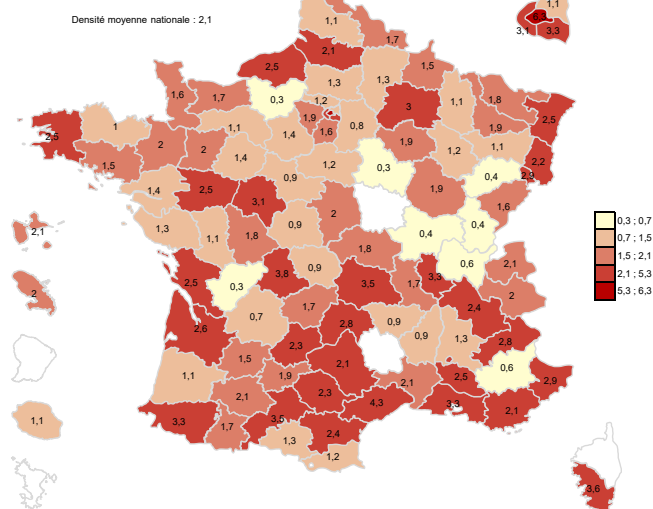 1,1
1,1
6,3
Densité moyenne nationale : 2,1
3,1 3,3
1,7
2,1
2,5 1,5
1,3 1,3
1,6 1,7 0,3 1,2 3 1,1 1,8
2,5 1 1,1 1,9 1,6 0,8 1,9 2,5
1,4 1,9
2 2 1,4 1,2 1,1
1,5 1,2 0,3 2,2
0,9 0,4 2,9
1,4 2,5 3,1 1,9
2 1,6
1,3 1,1 1,8 0,9 0,4 0,4
2,1
1,8 0,6 2,1
0,3 ; 0,7
0,7 ; 1,5
1,5 ; 2,1
2,1 ; 5,3
5,3 ; 6,3
2,5 0,3 3,8 0,9 3,5 1,7 3,3
2 2
1,7 2,4
2,6 0,7 2,8 0,9 0,9 1,3 2,8
2,3
1,5 2,1 0,6
1,1 1,9 2,1 2,5 2,9
2,1 2,3 4,3 3,3 2,1
1,1 3,3 1,7 3,5 2,4
1,3
1,2
3,6